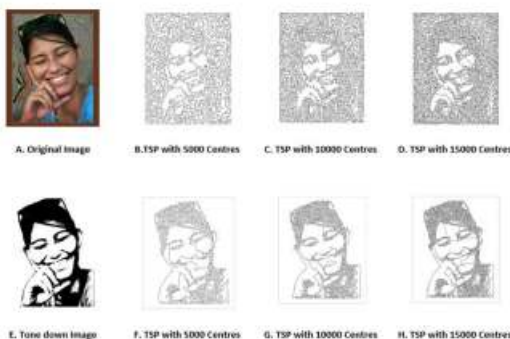 A. Original Image
B.TSP with 5000 Centres
C. TSP with 10000 Centres
D. TSP with 15000 Centres
E. Tone down Image
F. TSP with 5000 Centres
G. TSP with 10000 Centres
H. TSP with 15000 Centres